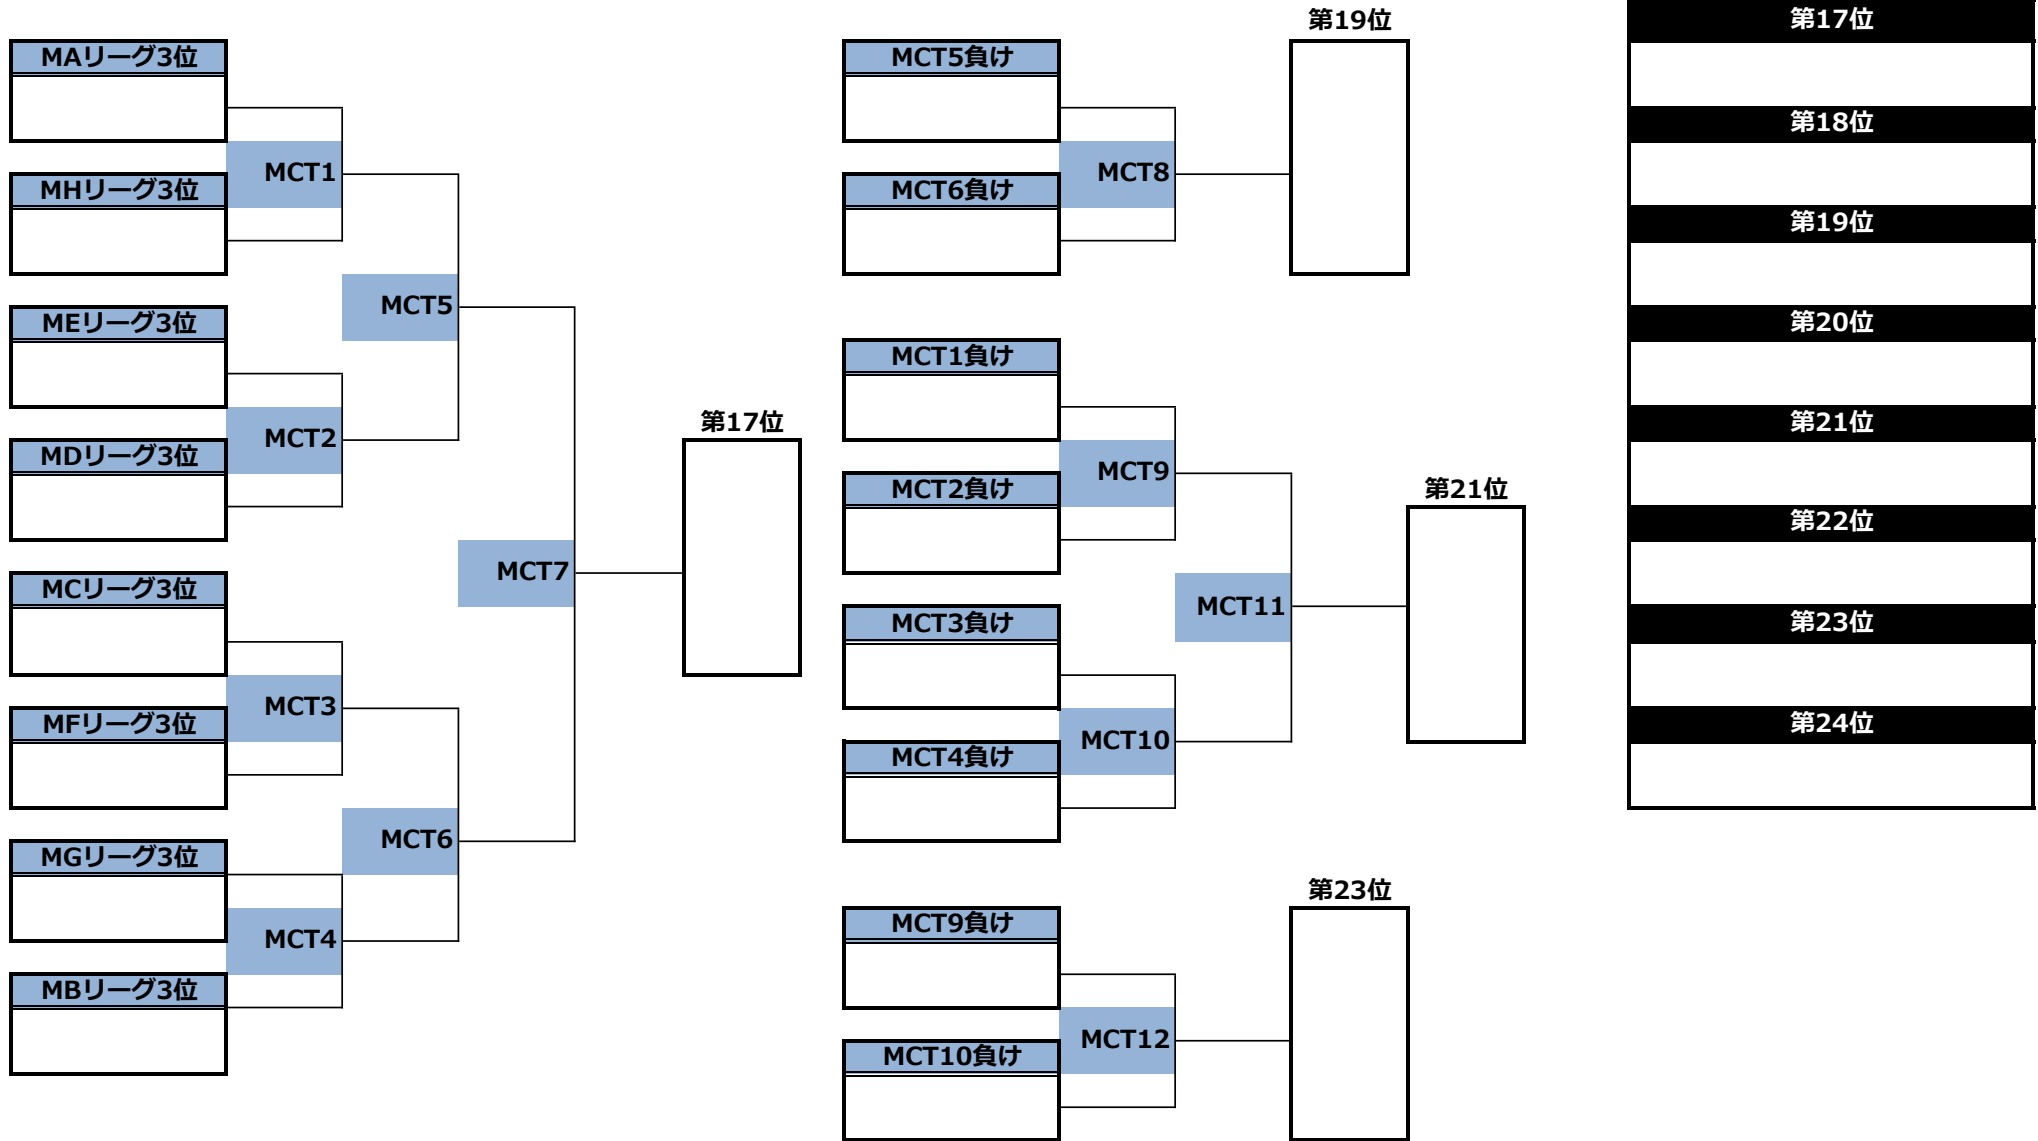 MAリーグ3位
MCT1
MHリーグ3位
MCT5
MEリーグ3位
MCT2
MDリーグ3位
第17位
MCT7
MCリーグ3位
MCT3
MFリーグ3位
MCT6
MGリーグ3位
MCT4
MBリーグ3位
第19位
MCT5負け
MCT8
MCT6負け
MCT1負け
MCT9
MCT2負け
第21位
MCT11
MCT3負け
MCT10
MCT4負け
第23位
MCT9負け
MCT12
MCT10負け
第17位
第18位
第19位
第20位
第21位
第22位
第23位
第24位